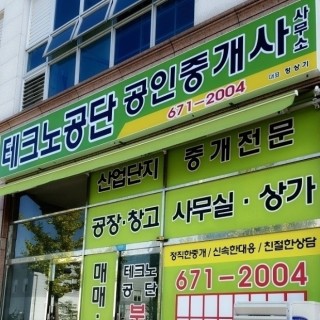 테크노공단 공인중개사 사무소
대표 정상기
671-2004
산업단지 중개전문
공장·창고 사무실·상가
매매·
테크노
공단
부
정직한중개 / 신속한대응 / 친절한상담
671-2004